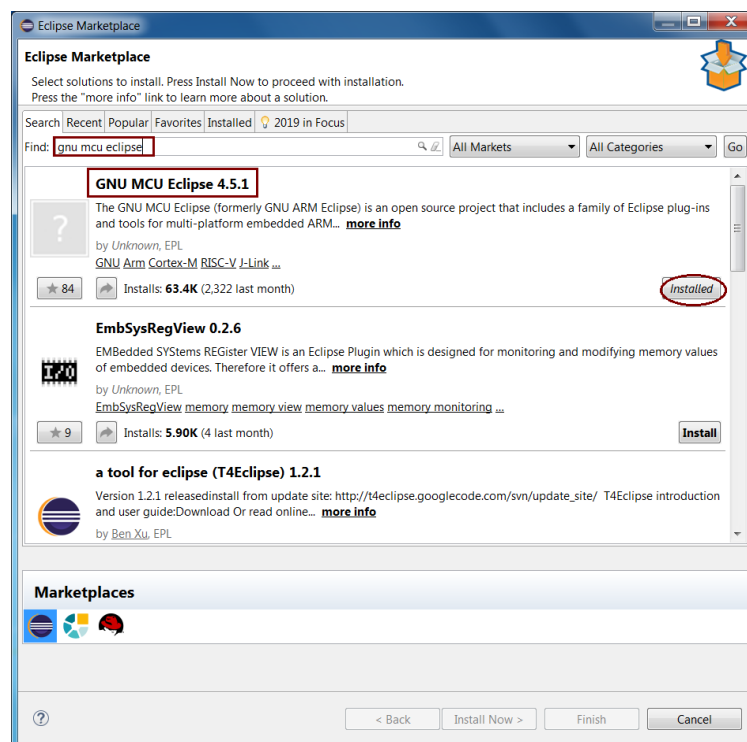 Eclipse Marketplace
Eclipse Marketplace
Select solutions to install. Press Install Now to proceed with installation.
Press the "more info" link to learn more about a solution.
Search Recent Popular Favorites Installed 2019 in Focus
Find: gnu mcu eclipse All Markets All Categories Go
GNU MCU Eclipse 4.5.1
The GNU MCU Eclipse (formerly GNU ARM Eclipse) is an open source project that includes a family of Eclipse plug-ins
and tools for multi-platform embedded ARM... more info
by Unknown, EPL
GNU Arm Cortex-M RISC-V J-Link ...
84 Installs: 63.4K (2,322 last month) Installed
EmbSysRegView 0.2.6
EMBedded SYStems REGister VIEW is an Eclipse Plugin which is designed for monitoring and modifying memory values
I/O
of embedded devices. Therefore it offers a... more info
by Unknown, EPL
EmbSysRegView memory memory view memory values memory monitoring ...
9 Installs: 5.90K (4 last month) Install
a tool for eclipse (T4Eclipse) 1.2.1
Version 1.2.1 releasedinstall from update site: http://t4eclipse.googlecode.com/svn/update_site/ T4Eclipse introduction
and user guide:Download Or read online... more info
by Ben Xu, EPL
Marketplaces
? < Back Install Now > Finish Cancel